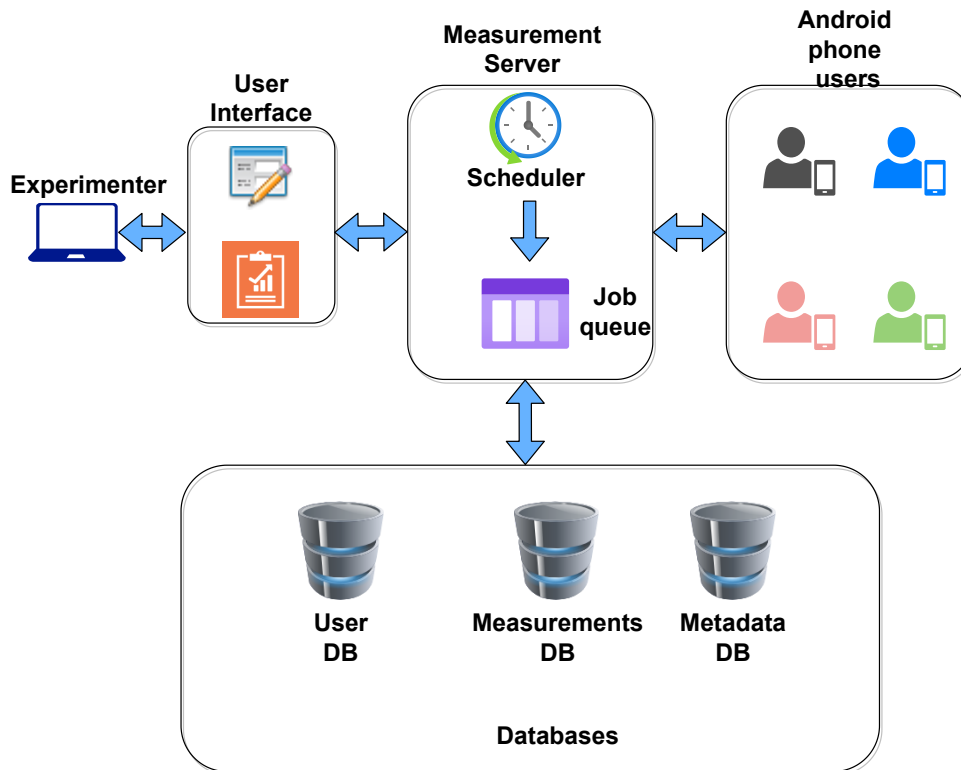 Experimenter
User
Interface
Measurement
Server
Scheduler
Job
queue
Android
phone
users
User
DB
Measurements
DB
Metadata
DB
Databases